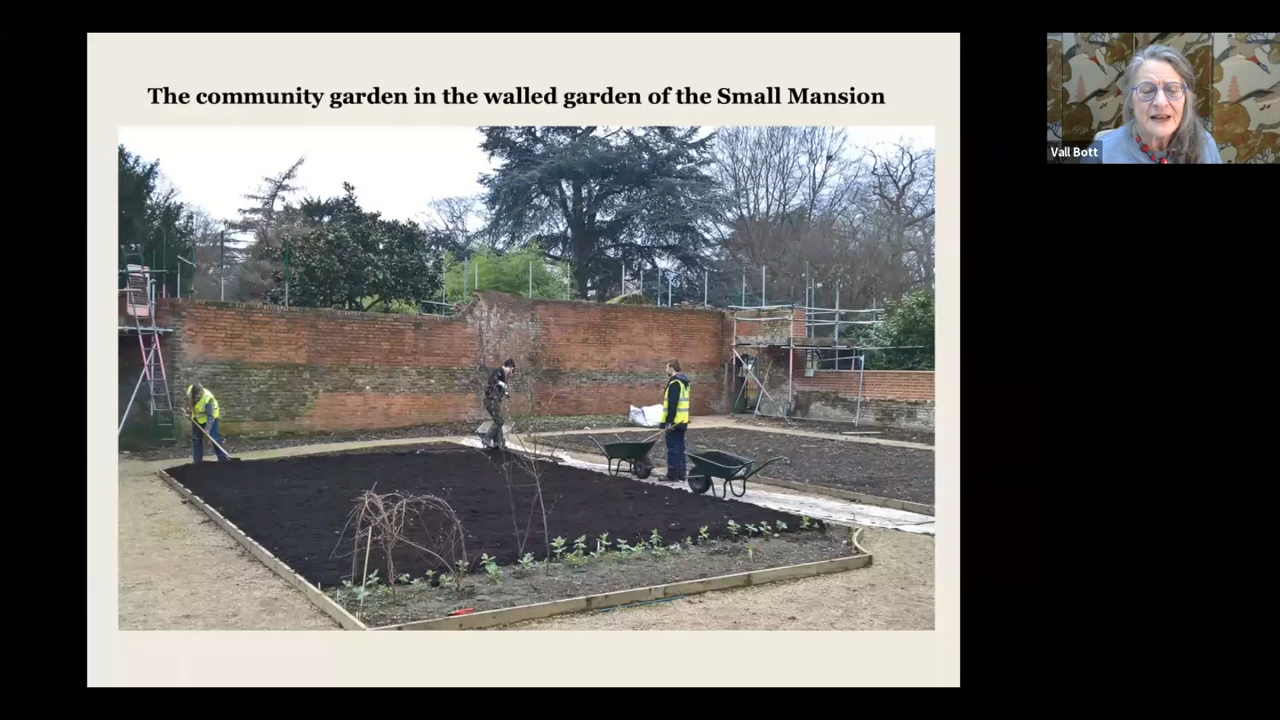 The community garden in the walled garden of the Small Mansion
Vall Bott